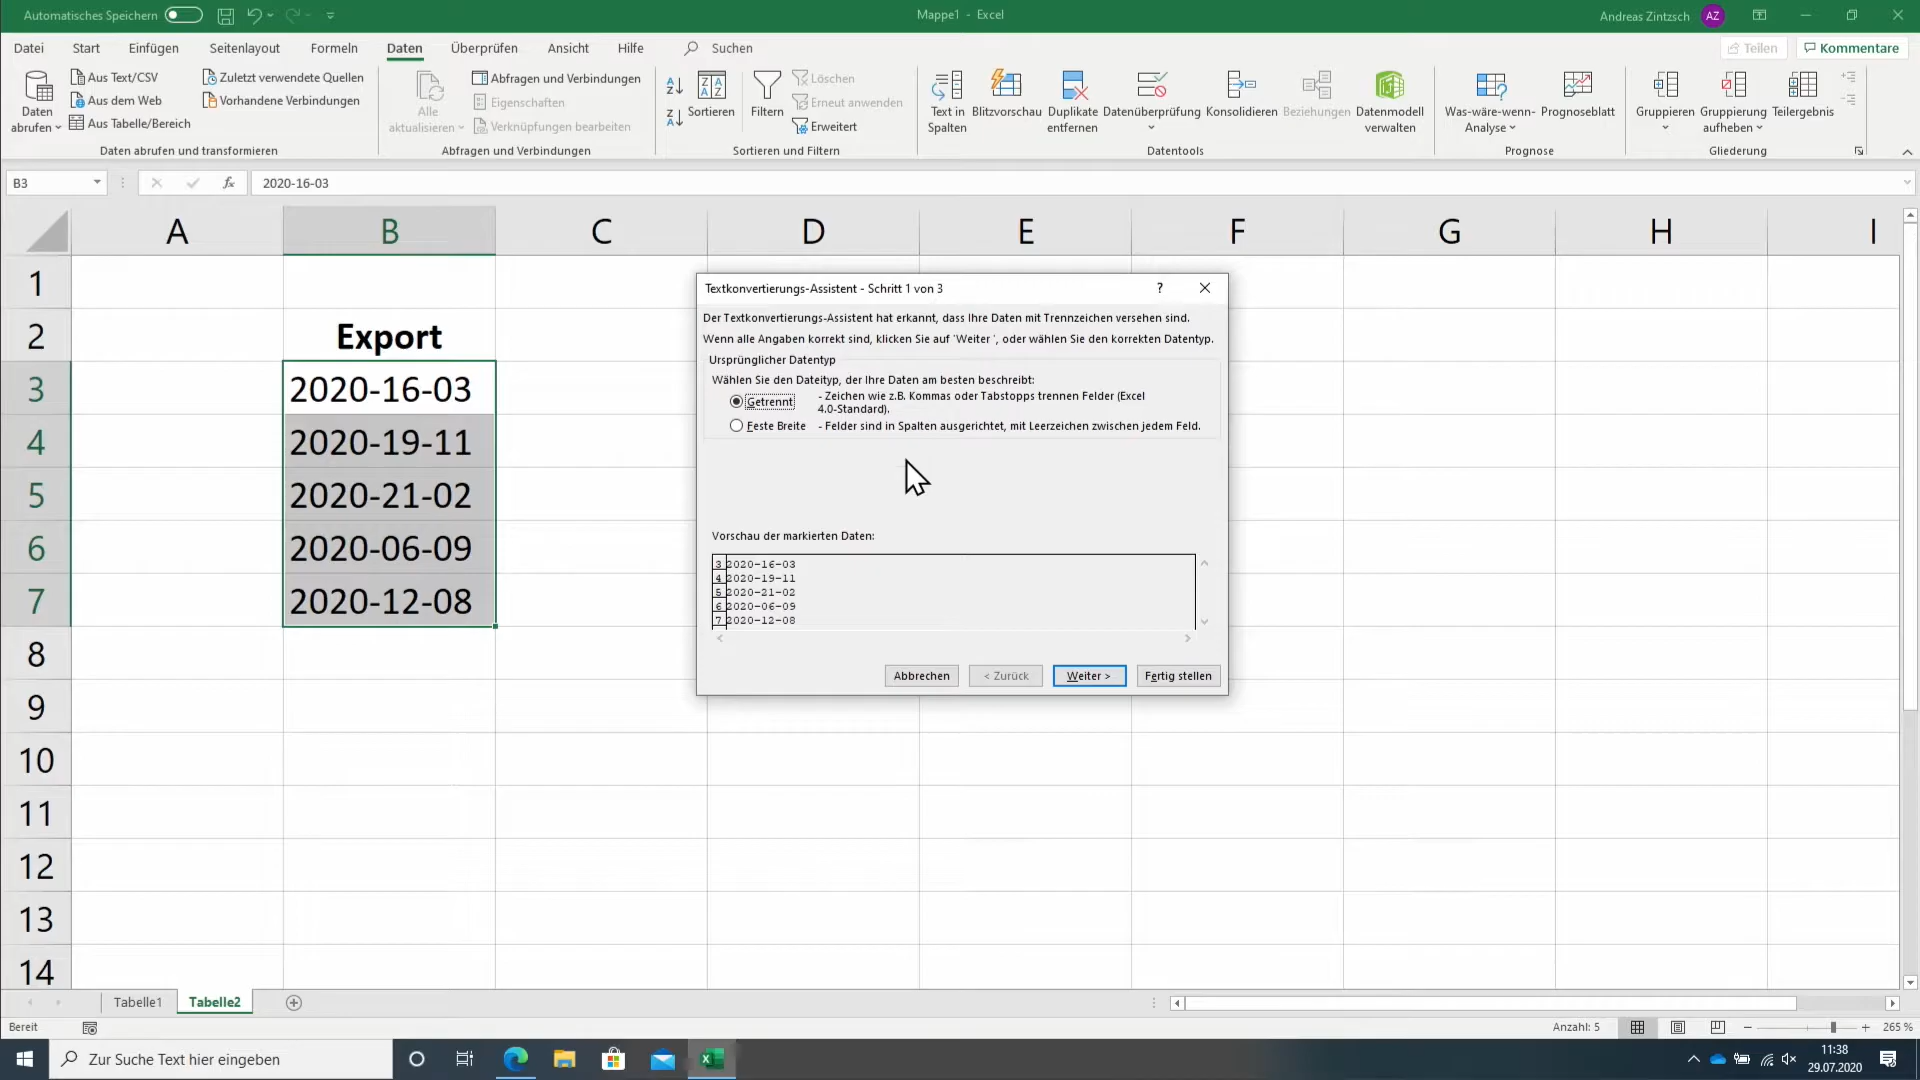 Automatisches Speichern
Mappe1 - Excel
Andreas Zintzsch AZ
Datei Start Einfügen Seitenlayout Formeln Daten Überprüfen Ansicht Hilfe Suchen
Teilen Kommentare
Daten abrufen
Aus Text/CSV
Aus dem Web
Aus Tabelle/Bereich
Zuletzt verwendete Quellen
Vorhandene Verbindungen
Daten abrufen und transformieren
Alle aktualisieren
Abfragen und Verbindungen
Eigenschaften
Verknüpfungen bearbeiten
Abfragen und Verbindungen
A Z
Z A
Sortieren
Filtern
Löschen
Erneut anwenden
Erweitert
Sortieren und Filtern
Text in Spalten
Blitzvorschau
Duplikate entfernen
Datenüberprüfung
Konsolidieren
Beziehungen
Datenmodell verwalten
Datentools
Was-wäre-wenn-Analyse
Prognoseblatt
Prognose
Gruppieren
Gruppierung aufheben
Teilergebnis
Gliederung
B3
fx
2020-16-03
A B C D E F G H I
1
2 Export
3 2020-16-03
4 2020-19-11
5 2020-21-02
6 2020-06-09
7 2020-12-08
8
9
10
11
12
13
14
Textkonvertierungs-Assistent - Schritt 1 von 3 ?
Der Textkonvertierungs-Assistent hat erkannt, dass Ihre Daten mit Trennzeichen versehen sind.
Wenn alle Angaben korrekt sind, klicken Sie auf 'Weiter ', oder wählen Sie den korrekten Datentyp.
Ursprünglicher Datentyp
Wählen Sie den Dateityp, der Ihre Daten am besten beschreibt:
Getrennt - Zeichen wie z.B. Kommas oder Tabstopps trennen Felder (Excel
4.0-Standard).
Feste Breite - Felder sind in Spalten ausgerichtet, mit Leerzeichen zwischen jedem Feld.
Vorschau der markierten Daten:
3 2020-16-03
4 2020-19-11
5 2020-21-02
6 2020-06-09
7 2020-12-08
Abbrechen < Zurück Weiter > Fertig stellen
Tabelle1 Tabelle2
Bereit
Anzahl: 5
265 %
Zur Suche Text hier eingeben
11:38
29.07.2020